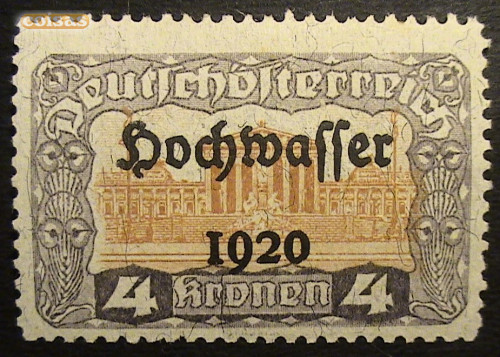 Deutschösterreich
Hochwasser
1920
4 Kronen 4